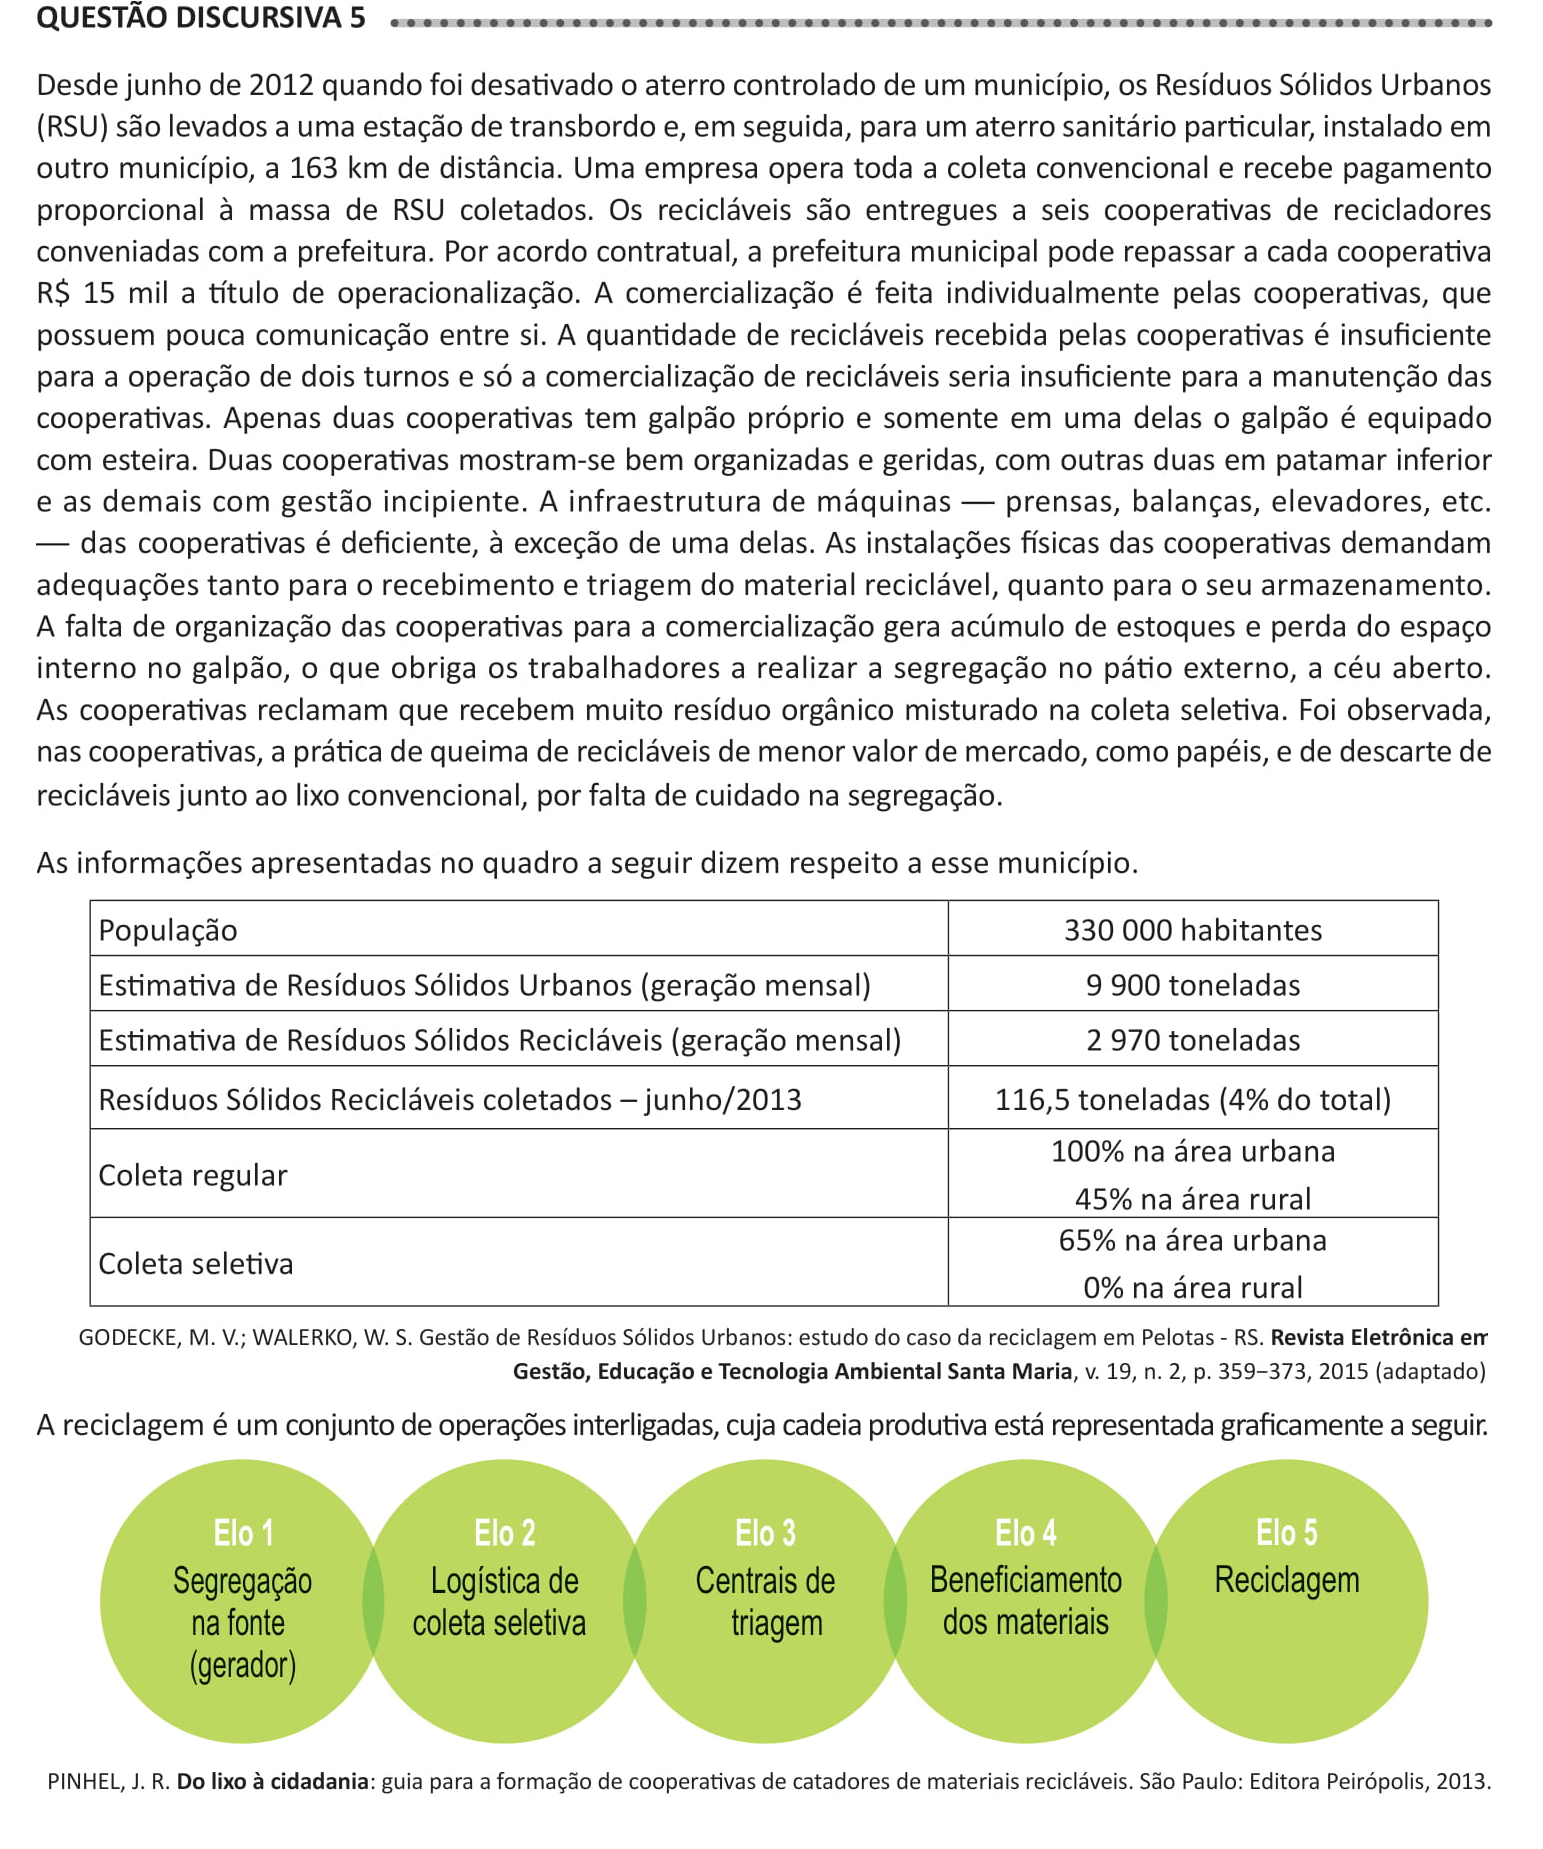 QUESTÃO DISCURSIVA 5
Desde junho de 2012 quando foi desativado o aterro controlado de um município, os Resíduos Sólidos Urbanos
(RSU) são levados a uma estação de transbordo e, em seguida, para um aterro sanitário particular, instalado em
outro município, a 163 km de distância. Uma empresa opera toda a coleta convencional e recebe pagamento
proporcional à massa de RSU coletados. Os recicláveis são entregues a seis cooperativas de recicladores
conveniadas com a prefeitura. Por acordo contratual, a prefeitura municipal pode repassar a cada cooperativa
R$ 15 mil a título de operacionalização. A comercialização é feita individualmente pelas cooperativas, que
possuem pouca comunicação entre si. A quantidade de recicláveis recebida pelas cooperativas é insuficiente
para a operação de dois turnos e só a comercialização de recicláveis seria insuficiente para a manutenção das
cooperativas. Apenas duas cooperativas tem galpão próprio e somente em uma delas o galpão é equipado
com esteira. Duas cooperativas mostram-se bem organizadas e geridas, com outras duas em patamar inferior
e as demais com gestão incipiente. A infraestrutura de máquinas — prensas, balanças, elevadores, etc.
— das cooperativas é deficiente, à exceção de uma delas. As instalações físicas das cooperativas demandam
adequações tanto para o recebimento e triagem do material reciclável, quanto para o seu armazenamento.
A falta de organização das cooperativas para a comercialização gera acúmulo de estoques e perda do espaço
interno no galpão, o que obriga os trabalhadores a realizar a segregação no pátio externo, a céu aberto.
As cooperativas reclamam que recebem muito resíduo orgânico misturado na coleta seletiva. Foi observada,
nas cooperativas, a prática de queima de recicláveis de menor valor de mercado, como papéis, e de descarte de
recicláveis junto ao lixo convencional, por falta de cuidado na segregação.
As informações apresentadas no quadro a seguir dizem respeito a esse município.
População 330 000 habitantes
Estimativa de Resíduos Sólidos Urbanos (geração mensal) 9 900 toneladas
Estimativa de Resíduos Sólidos Recicláveis (geração mensal) 2 970 toneladas
Resíduos Sólidos Recicláveis coletados – junho/2013 116,5 toneladas (4% do total)
Coleta regular 100% na área urbana
45% na área rural
Coleta seletiva 65% na área urbana
0% na área rural
GODECKE, M. V.; WALERKO, W. S. Gestão de Resíduos Sólidos Urbanos: estudo do caso da reciclagem em Pelotas - RS. Revista Eletrônica em
Gestão, Educação e Tecnologia Ambiental Santa Maria, v. 19, n. 2, p. 359–373, 2015 (adaptado)
A reciclagem é um conjunto de operações interligadas, cuja cadeia produtiva está representada graficamente a seguir.
Elo 1
Segregação
na fonte
(gerador)
Elo 2
Logística de
coleta seletiva
Elo 3
Centrais de
triagem
Elo 4
Beneficiamento
dos materiais
Elo 5
Reciclagem
PINHEL, J. R. Do lixo à cidadania: guia para a formação de cooperativas de catadores de materiais recicláveis. São Paulo: Editora Peirópolis, 2013.